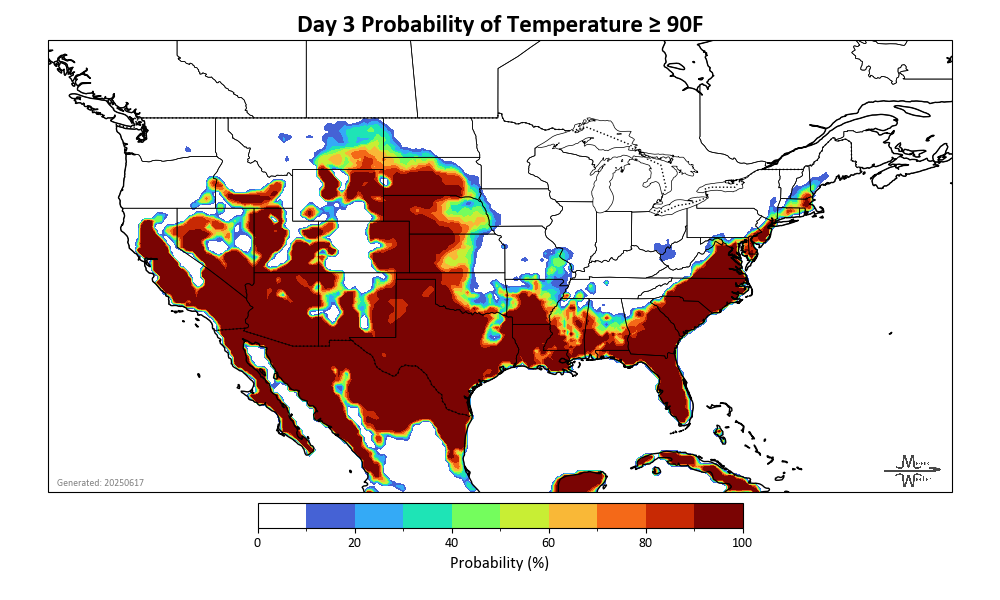 Day 3 Probability of Temperature ≥ 90F
Generated: 20250617
0 20 40 60 80 100
Probability (%)